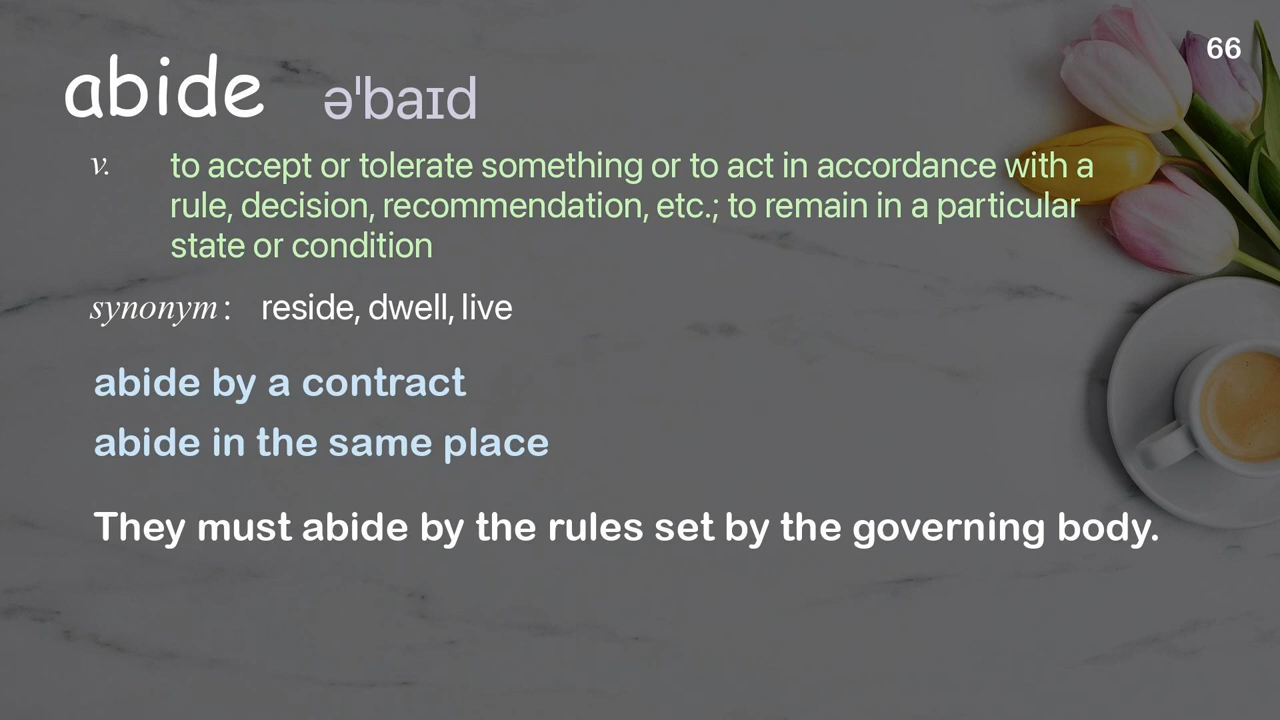 66
abide əˈbaɪd
v. to accept or tolerate something or to act in accordance with a
rule, decision, recommendation, etc.; to remain in a particular
state or condition
synonym: reside, dwell, live
abide by a contract
abide in the same place
They must abide by the rules set by the governing body.